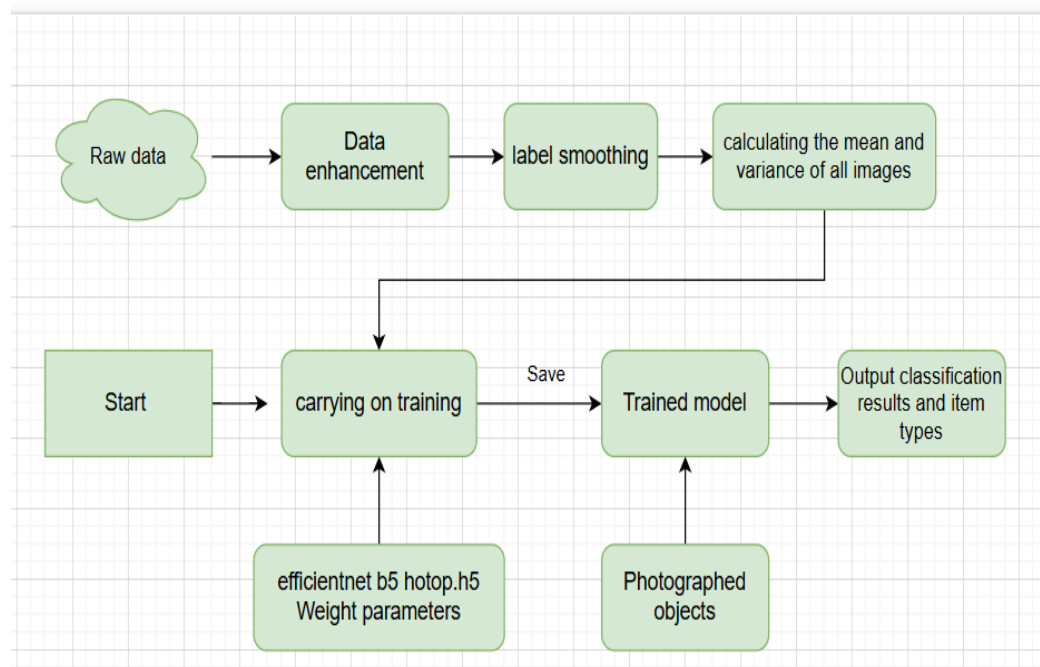 Raw data
Data
enhancement
label smoothing
calculating the mean and
variance of all images
Start
carrying on training
Save
Trained model
Output classification
results and item
types
efficientnet b5 hotop.h5
Weight parameters
Photographed
objects